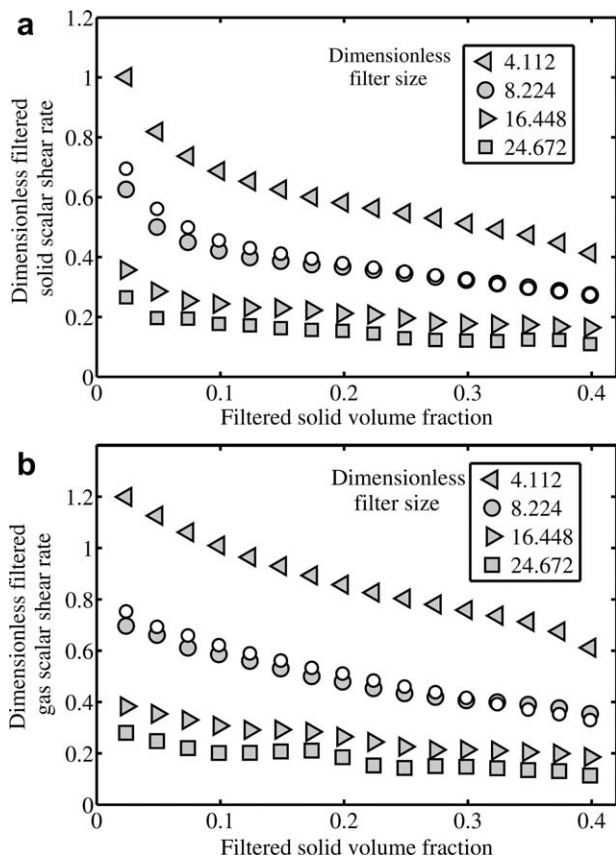 a
1.2
1
0.8
0.6
0.4
0.2
0
Dimensionless filtered
solid scalar shear rate
Dimensionless
filter size
4.112
8.224
16.448
24.672
0 0.1 0.2 0.3 0.4
Filtered solid volume fraction
b
1.2
1
0.8
0.6
0.4
0.2
0
Dimensionless filtered
gas scalar shear rate
Dimensionless
filter size
4.112
8.224
16.448
24.672
0 0.1 0.2 0.3 0.4
Filtered solid volume fraction